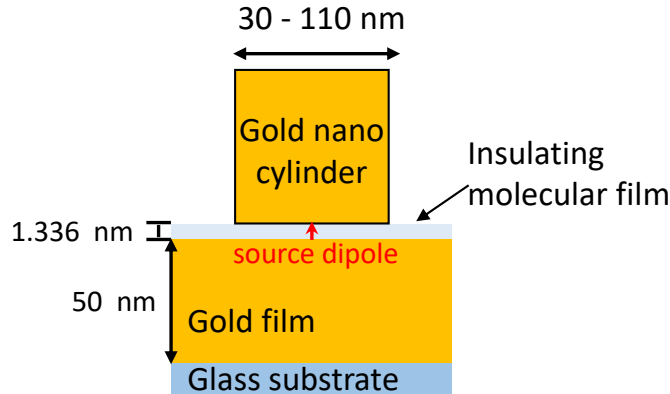 30 - 110 nm
Gold nano
cylinder
Insulating
molecular film
1.336 nm
source dipole
50 nm
Gold film
Glass substrate